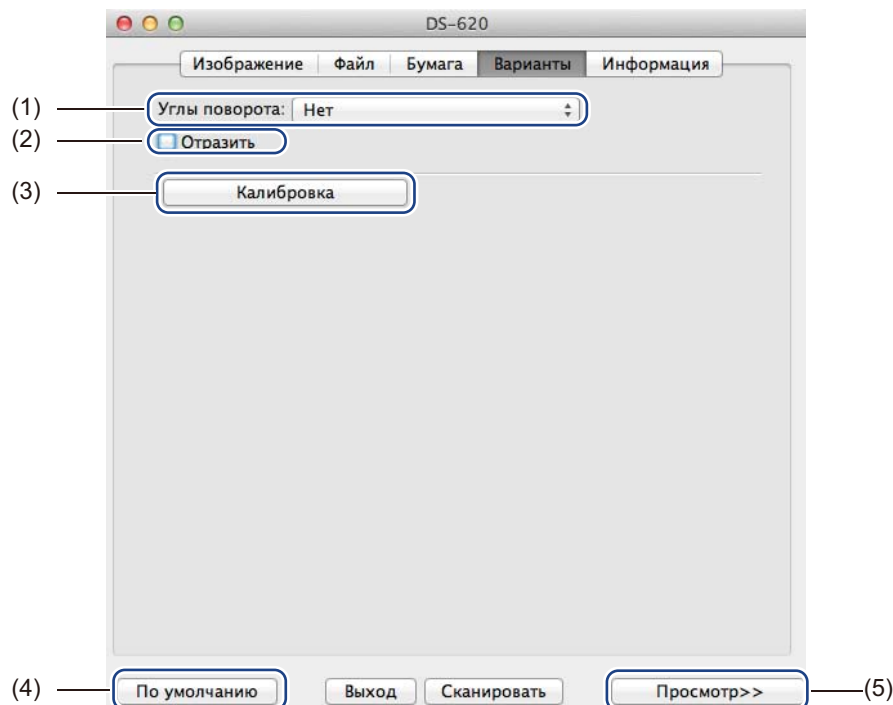 DS-620
Изображение Файл Бумага Варианты Информация
(1) Углы поворота: Нет
(2) Отразить
(3) Калибровка
(4) По умолчанию Выход Сканировать Просмотр>> (5)